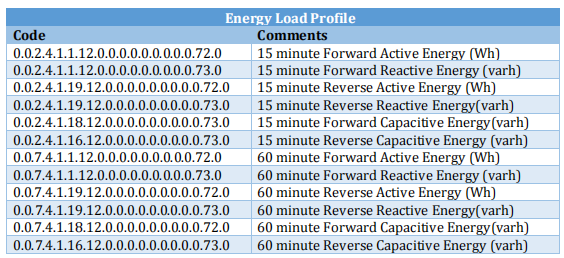 Energy Load Profile
Code Comments
0.0.2.4.1.1.12.0.0.0.0.0.0.0.0.0.72.0 15 minute Forward Active Energy (Wh)
0.0.2.4.1.1.12.0.0.0.0.0.0.0.0.0.73.0 15 minute Forward Reactive Energy (varh)
0.0.2.4.1.19.12.0.0.0.0.0.0.0.0.0.72.0 15 minute Reverse Active Energy (Wh)
0.0.2.4.1.19.12.0.0.0.0.0.0.0.0.0.73.0 15 minute Reverse Reactive Energy(varh)
0.0.2.4.1.18.12.0.0.0.0.0.0.0.0.0.73.0 15 minute Forward Capacitive Energy(varh)
0.0.2.4.1.16.12.0.0.0.0.0.0.0.0.0.73.0 15 minute Reverse Capacitive Energy (varh)
0.0.7.4.1.1.12.0.0.0.0.0.0.0.0.0.72.0 60 minute Forward Active Energy (Wh)
0.0.7.4.1.1.12.0.0.0.0.0.0.0.0.0.73.0 60 minute Forward Reactive Energy (varh)
0.0.7.4.1.19.12.0.0.0.0.0.0.0.0.0.72.0 60 minute Reverse Active Energy (Wh)
0.0.7.4.1.19.12.0.0.0.0.0.0.0.0.0.73.0 60 minute Reverse Reactive Energy(varh)
0.0.7.4.1.18.12.0.0.0.0.0.0.0.0.0.72.0 60 minute Forward Capacitive Energy(varh)
0.0.7.4.1.16.12.0.0.0.0.0.0.0.0.0.73.0 60 minute Reverse Capacitive Energy (varh)